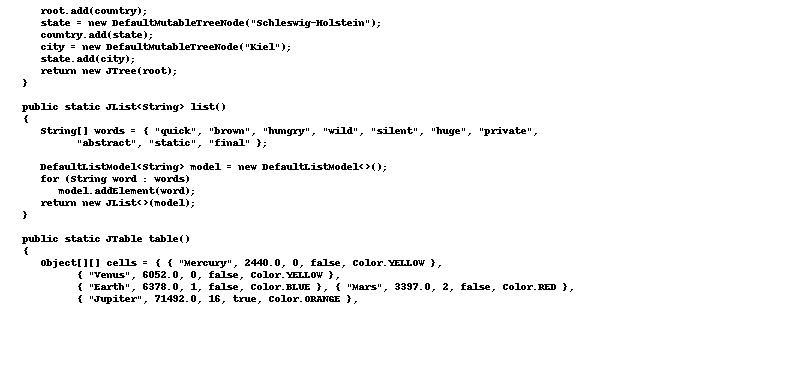 root.add(country);
state = new DefaultMutableTreeNode("Schleswig-Holstein");
country.add(state);
city = new DefaultMutableTreeNode("Kiel");
state.add(city);
return new JTree(root);
}
public static JList<String> list()
{
String[] words = { "quick", "brown", "hungry", "wild", "silent", "huge", "private",
"abstract", "static", "final" };
DefaultListModel<String> model = new DefaultListModel<>();
for (String word : words)
model.addElement(word);
return new JList<>(model);
}
public static JTable table()
{
Object[][] cells = { { "Mercury", 2440.0, 0, false, Color.YELLOW },
{ "Venus", 6052.0, 0, false, Color.YELLOW },
{ "Earth", 6378.0, 1, false, Color.BLUE }, { "Mars", 3397.0, 2, false, Color.RED },
{ "Jupiter", 71492.0, 16, true, Color.ORANGE },